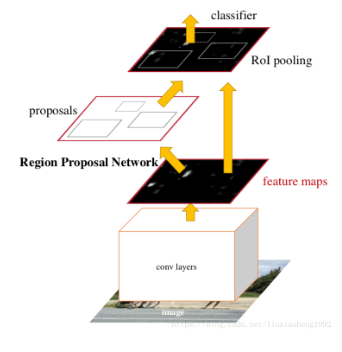 classifier
RoI pooling
proposals
Region Proposal Network
feature maps
conv layers
image